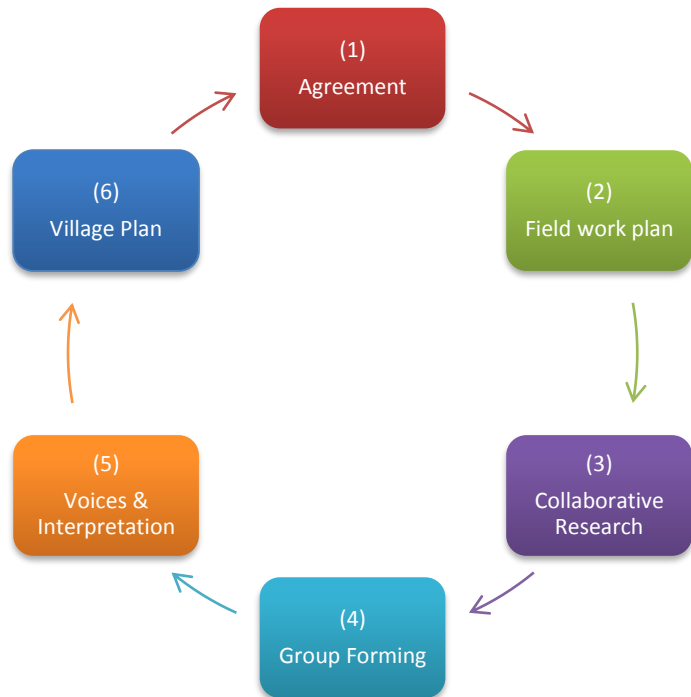 (1)
Agreement
(2)
Field work plan
(3)
Collaborative
Research
(4)
Group Forming
(5)
Voices &
Interpretation
(6)
Village Plan